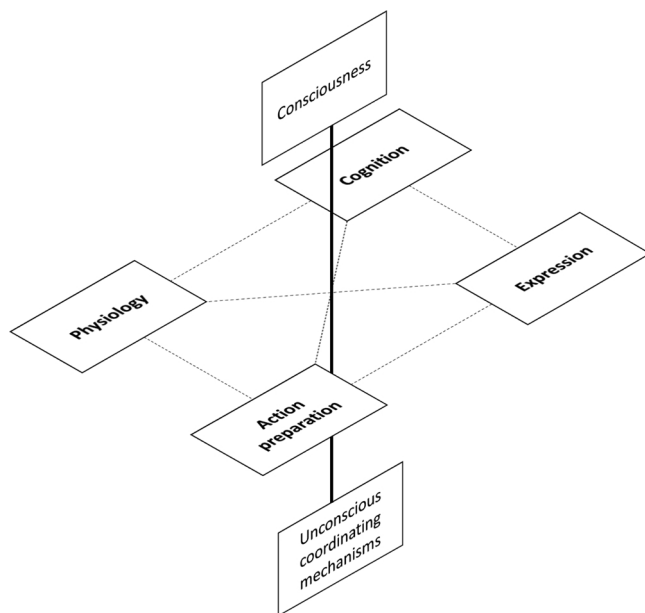 Consciousness
Cognition
Expression
Physiology
Action
preparation
Unconscious
coordinating
mechanisms